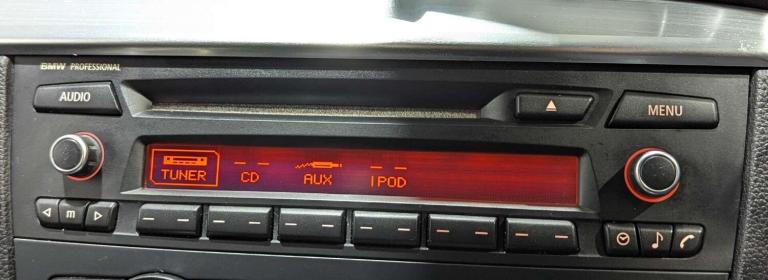 BMW PROFESSIONAL
AUDIO
MENU
TUNER CD AUX IPOD
m